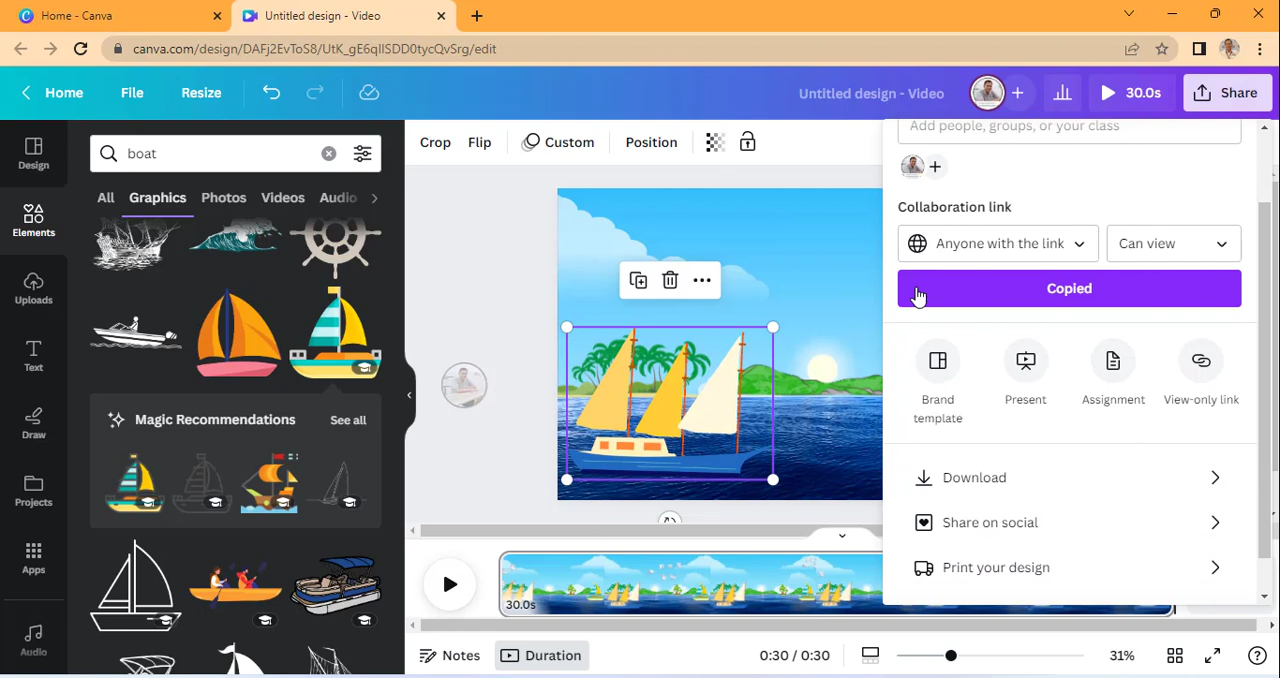 Home - Canva
Untitled design - Video
canva.com/design/DAFj2EvToS8/UtK_gE6qIlSDD0tycQvSrg/edit
Home
File
Resize
Untitled design - Video
30.0s
Share
Design
Elements
Uploads
Text
Draw
Projects
Apps
Audio
boat
All
Graphics
Photos
Videos
Audio
Magic Recommendations
See all
Crop
Flip
Custom
Position
Add people, groups, or your class
Collaboration link
Anyone with the link
Can view
Copied
Brand template
Present
Assignment
View-only link
Download
Share on social
Print your design
30.0s
Notes
Duration
0:30 / 0:30
31%